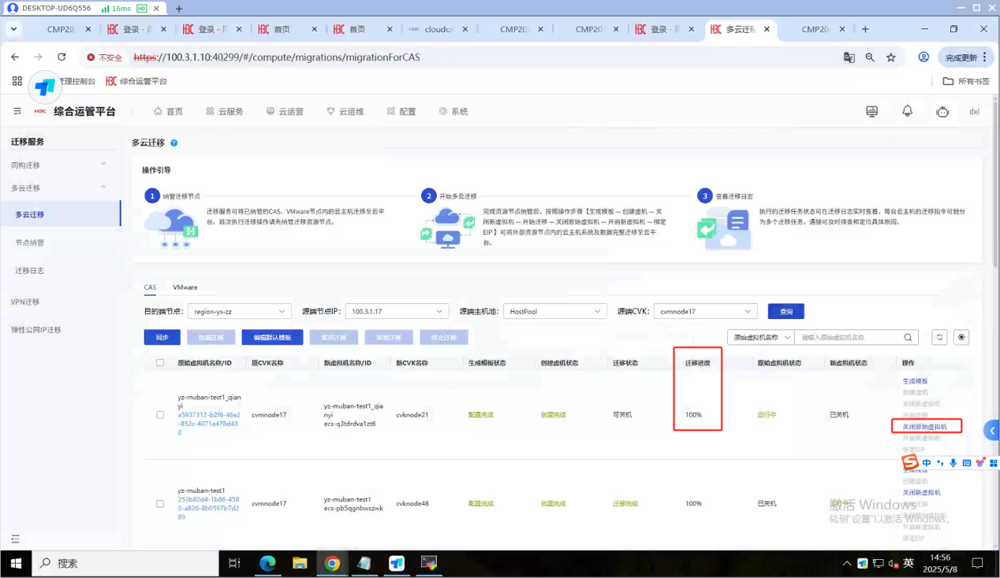 DESKTOP-UD6Q556 16ms HD
CMP20 登录 - 登录 - 首页 首页 cloudos CMP20 CMP20 登录 - 多云迁移 CMP20
不安全 https://100.3.1.10:40299/#/compute/migrations/migrationForCAS 完成更新
管理控制台 H3C 综合运管平台 所有书签
H3C 综合运管平台 首页 云服务 云运营 云运维 配置 系统 dxl
迁移服务
同构迁移
多云迁移
多云迁移
节点纳管
迁移日志
VPN迁移
弹性公网IP迁移
多云迁移
操作引导
1 纳管迁移节点
迁移服务可将已纳管的CAS、VMware节点内的云主机迁移至云平
台。首次执行迁移操作请先纳管迁移资源节点。
2 开始多云迁移
完成资源节点纳管后，按照操作步骤【生成模板 — 创建虚机 — 关
闭新虚拟机 — 开始迁移 — 关闭原始虚拟机 — 开启新虚拟机 — 绑定
EIP 】可将外部资源节点内的云主机系统及数据完整迁移至云平
台。
3 查看迁移日志
执行的迁移任务状态可在迁移日志实时查看，每台云主机的迁移指令可划分
为多个迁移任务，遇错可及时排查和定位具体原因。
CAS VMware
目的端节点： region-ys-zz 源端节点IP： 100.3.1.17 源端主机池： HostPool 源端CVK： cvmnode17 查询
同步 批量迁移 编辑默认模板 暂停迁移 恢复迁移 终止迁移 原始虚拟机名称 请输入原始虚拟机名称
原始虚拟机名称/ID 原CVK名称 新虚拟机名称/ID 新CVK名称 生成模板状态 创建虚机状态 迁移状态 迁移进度 原始虚拟机状态 新虚拟机状态 操作
yz-muban-test1_qian
yi
a5937312-b2f6-46a2
-852c-4071e478d43
8
cvmnode17
yz-muban-test1_qia
nyi
ecs-q3tdrdva1zt6
cvknode21 配置完成 创建完成 可关机 100% 运行中 已关机
生成模板
创建虚机
关闭新虚拟机
开始迁移
关闭原始虚拟机
开启新虚拟机
绑定EIP
中
yz-muban-test1
253b82d4-1b86-458
0-a826-8b0597b7d2
89
cvmnode17
yz-muban-test1
ecs-pb5qgnbwszwk
cvknode48 配置完成 创建完成 迁移完成 100% 已关机
生成模板
创建虚机
关闭新虚拟机
关闭原始虚拟机
开启新虚拟机
绑定EIP
激活 Windows
转到"设置"以激活 Windows。
搜索
英
14:56
2025/5/8